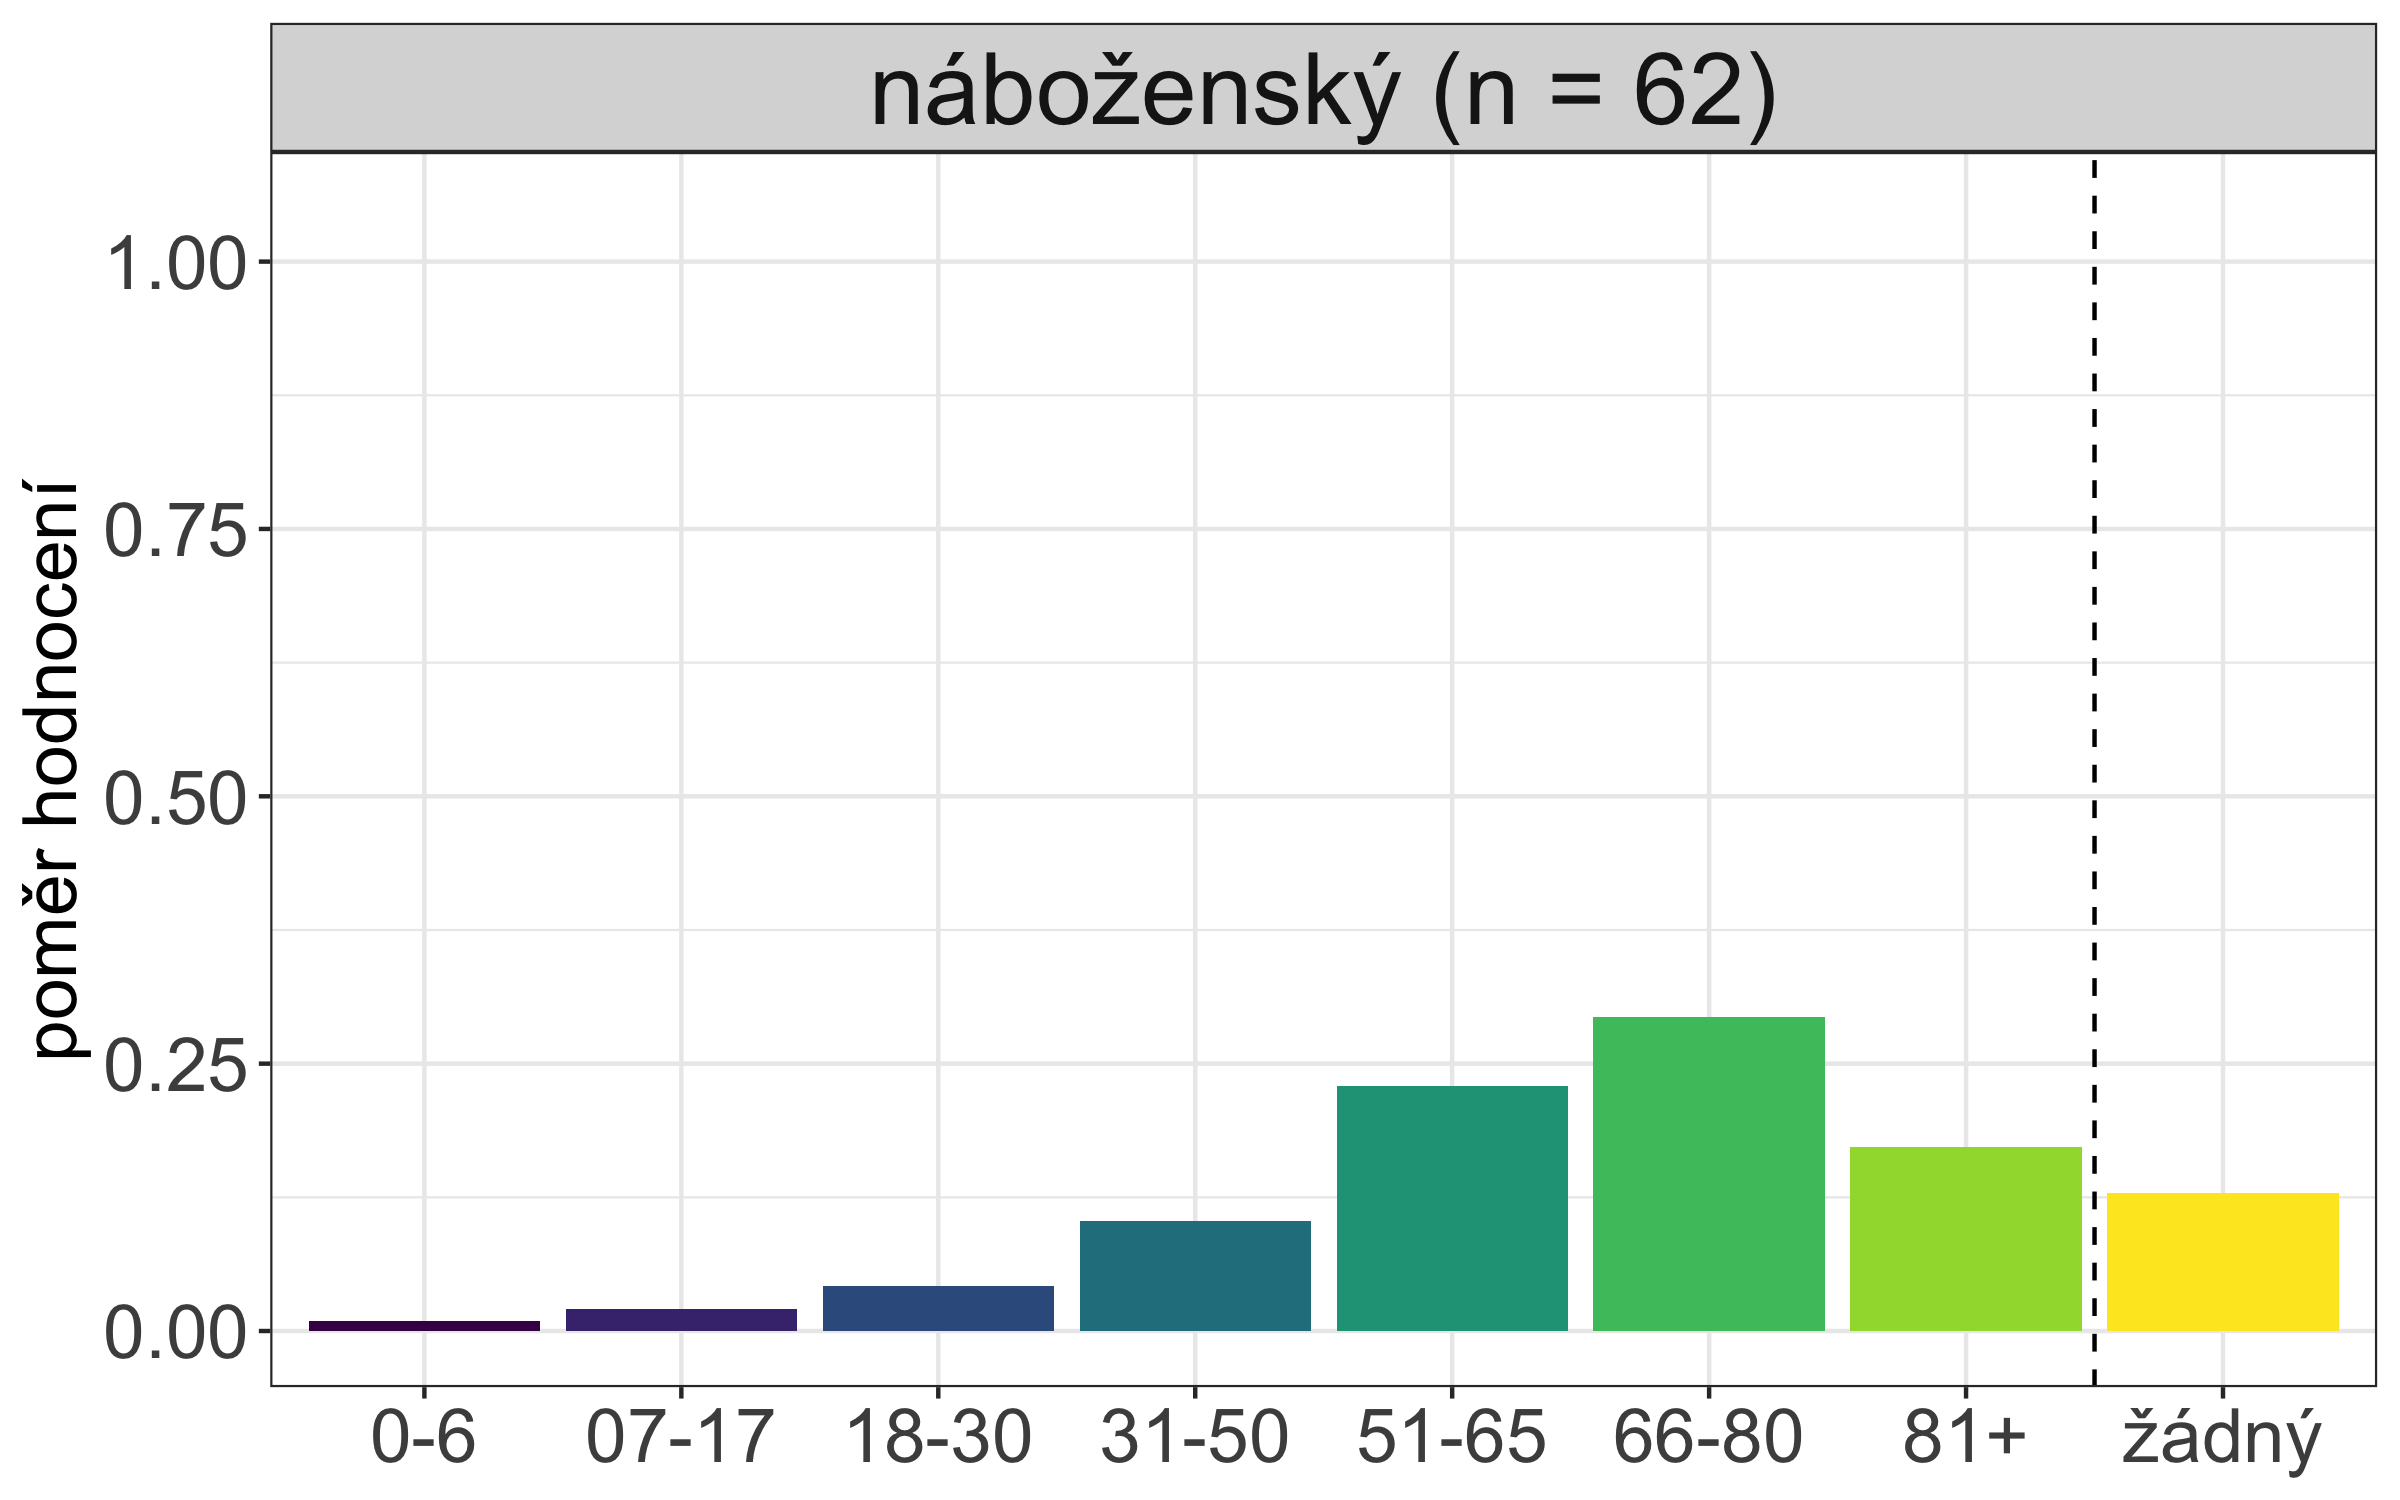 náboženský (n = 62)
poměr hodnocení
1.00
0.75
0.50
0.25
0.00
0-6 07-17 18-30 31-50 51-65 66-80 81+ žádný